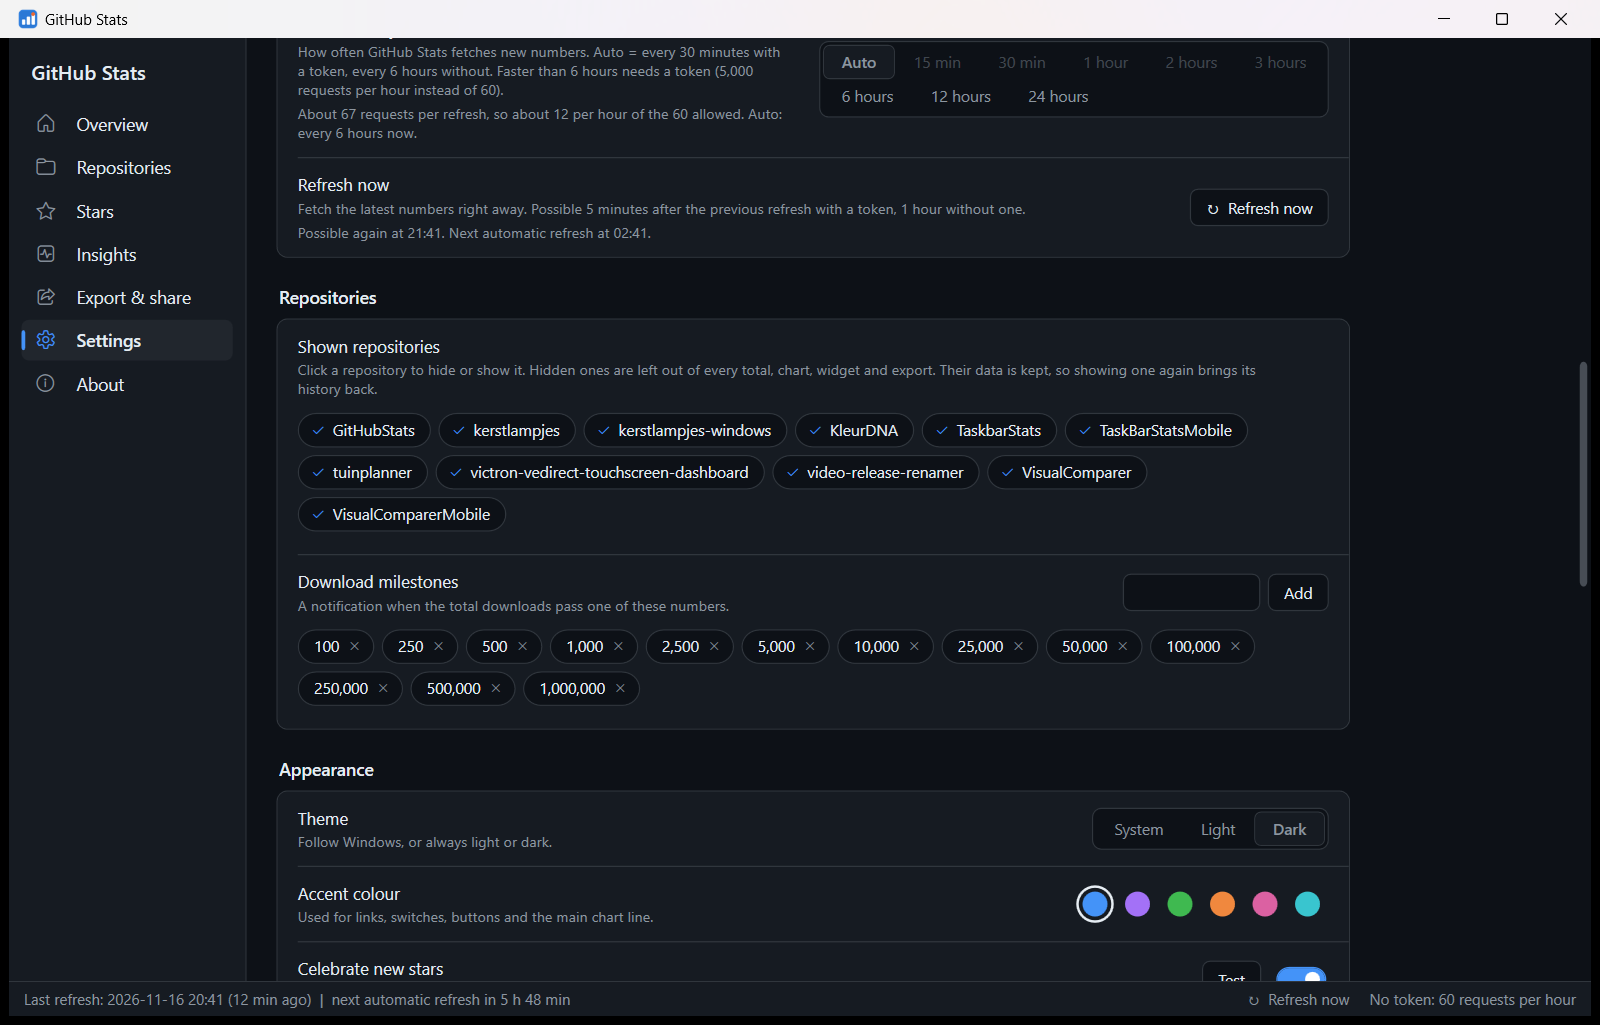 GitHub Stats
GitHub Stats
Overview
Repositories
Stars
Insights
Export & share
Settings
About
How often GitHub Stats fetches new numbers. Auto = every 30 minutes with
a token, every 6 hours without. Faster than 6 hours needs a token (5,000
requests per hour instead of 60).
About 67 requests per refresh, so about 12 per hour of the 60 allowed. Auto:
every 6 hours now.
Auto 15 min 30 min 1 hour 2 hours 3 hours
6 hours 12 hours 24 hours
Refresh now
Fetch the latest numbers right away. Possible 5 minutes after the previous refresh with a token, 1 hour without one.
Possible again at 21:41. Next automatic refresh at 02:41.
↻ Refresh now
Repositories
Shown repositories
Click a repository to hide or show it. Hidden ones are left out of every total, chart, widget and export. Their data is kept, so showing one again brings its
history back.
✓ GitHubStats ✓ kerstlampjes ✓ kerstlampjes-windows ✓ KleurDNA ✓ TaskbarStats ✓ TaskBarStatsMobile
✓ tuinplanner ✓ victron-vedirect-touchscreen-dashboard ✓ video-release-renamer ✓ VisualComparer
✓ VisualComparerMobile
Download milestones
A notification when the total downloads pass one of these numbers.
Add
100 × 250 × 500 × 1,000 × 2,500 × 5,000 × 10,000 × 25,000 × 50,000 × 100,000 ×
250,000 × 500,000 × 1,000,000 ×
Appearance
Theme
Follow Windows, or always light or dark.
System Light Dark
Accent colour
Used for links, switches, buttons and the main chart line.
Celebrate new stars
Test
Last refresh: 2026-11-16 20:41 (12 min ago) | next automatic refresh in 5 h 48 min
↻ Refresh now No token: 60 requests per hour